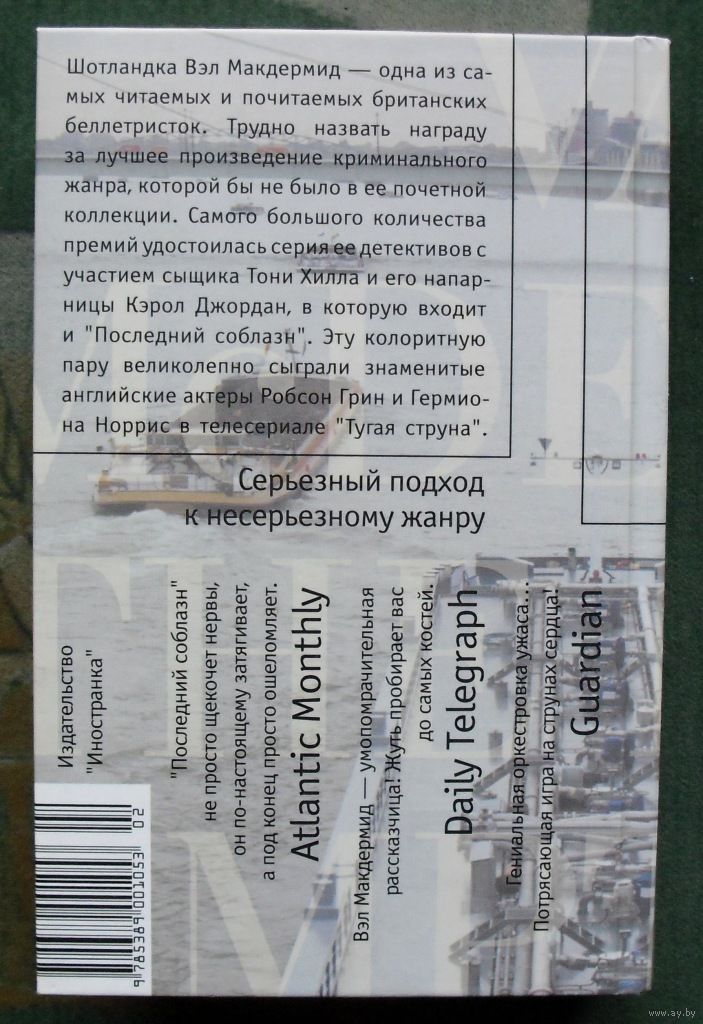 Шотландка Вэл Макдермид — одна из са-
мых читаемых и почитаемых британских
беллетристок. Трудно назвать награду
за лучшее произведение криминального
жанра, которой бы не было в ее почетной
коллекции. Самого большого количества
премий удостоилась серия ее детективов с
участием сыщика Тони Хилла и его напар-
ницы Кэрол Джордан, в которую входит
и "Последний соблазн". Эту колоритную
пару великолепно сыграли знаменитые
английские актеры Робсон Грин и Гермио-
на Норрис в телесериале "Тугая струна".
Серьезный подход
к несерьезному жанру
Издательство
"Иностранка"
"Последний соблазн"
не просто щекочет нервы,
он по-настоящему затягивает,
а под конец просто ошеломляет.
Atlantic Monthly
Вэл Макдермид — умопомрачительная
рассказчица! Жуть пробирает вас
до самых костей.
Daily Telegraph
Гениальная оркестровка ужаса...
Потрясающая игра на струнах сердца!
Guardian
9785389001053
02
www.ay.by